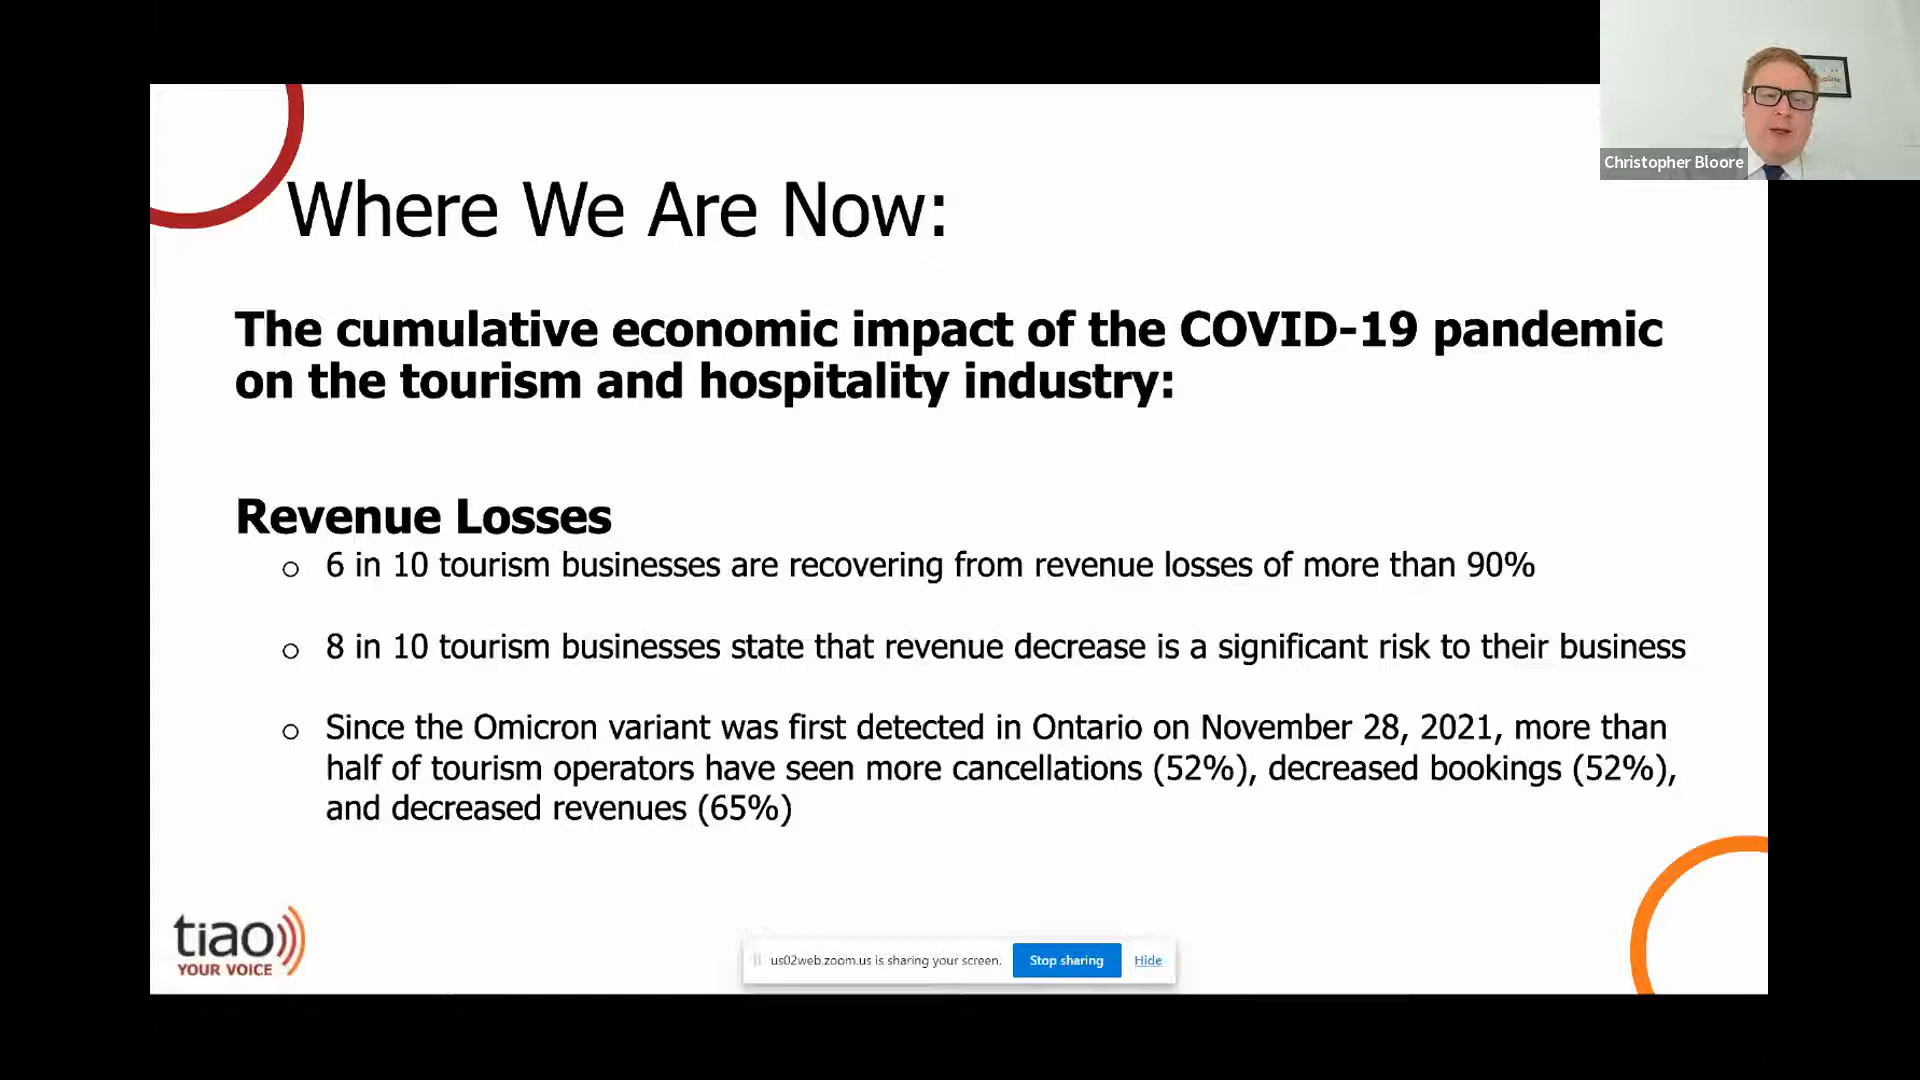 Christopher Bloore
Where We Are Now:
The cumulative economic impact of the COVID-19 pandemic
on the tourism and hospitality industry:
Revenue Losses
o 6 in 10 tourism businesses are recovering from revenue losses of more than 90%
o 8 in 10 tourism businesses state that revenue decrease is a significant risk to their business
o Since the Omicron variant was first detected in Ontario on November 28, 2021, more than
half of tourism operators have seen more cancellations (52%), decreased bookings (52%),
and decreased revenues (65%)
tiao
YOUR VOICE
us02web.zoom.us is sharing your screen. Stop sharing Hide